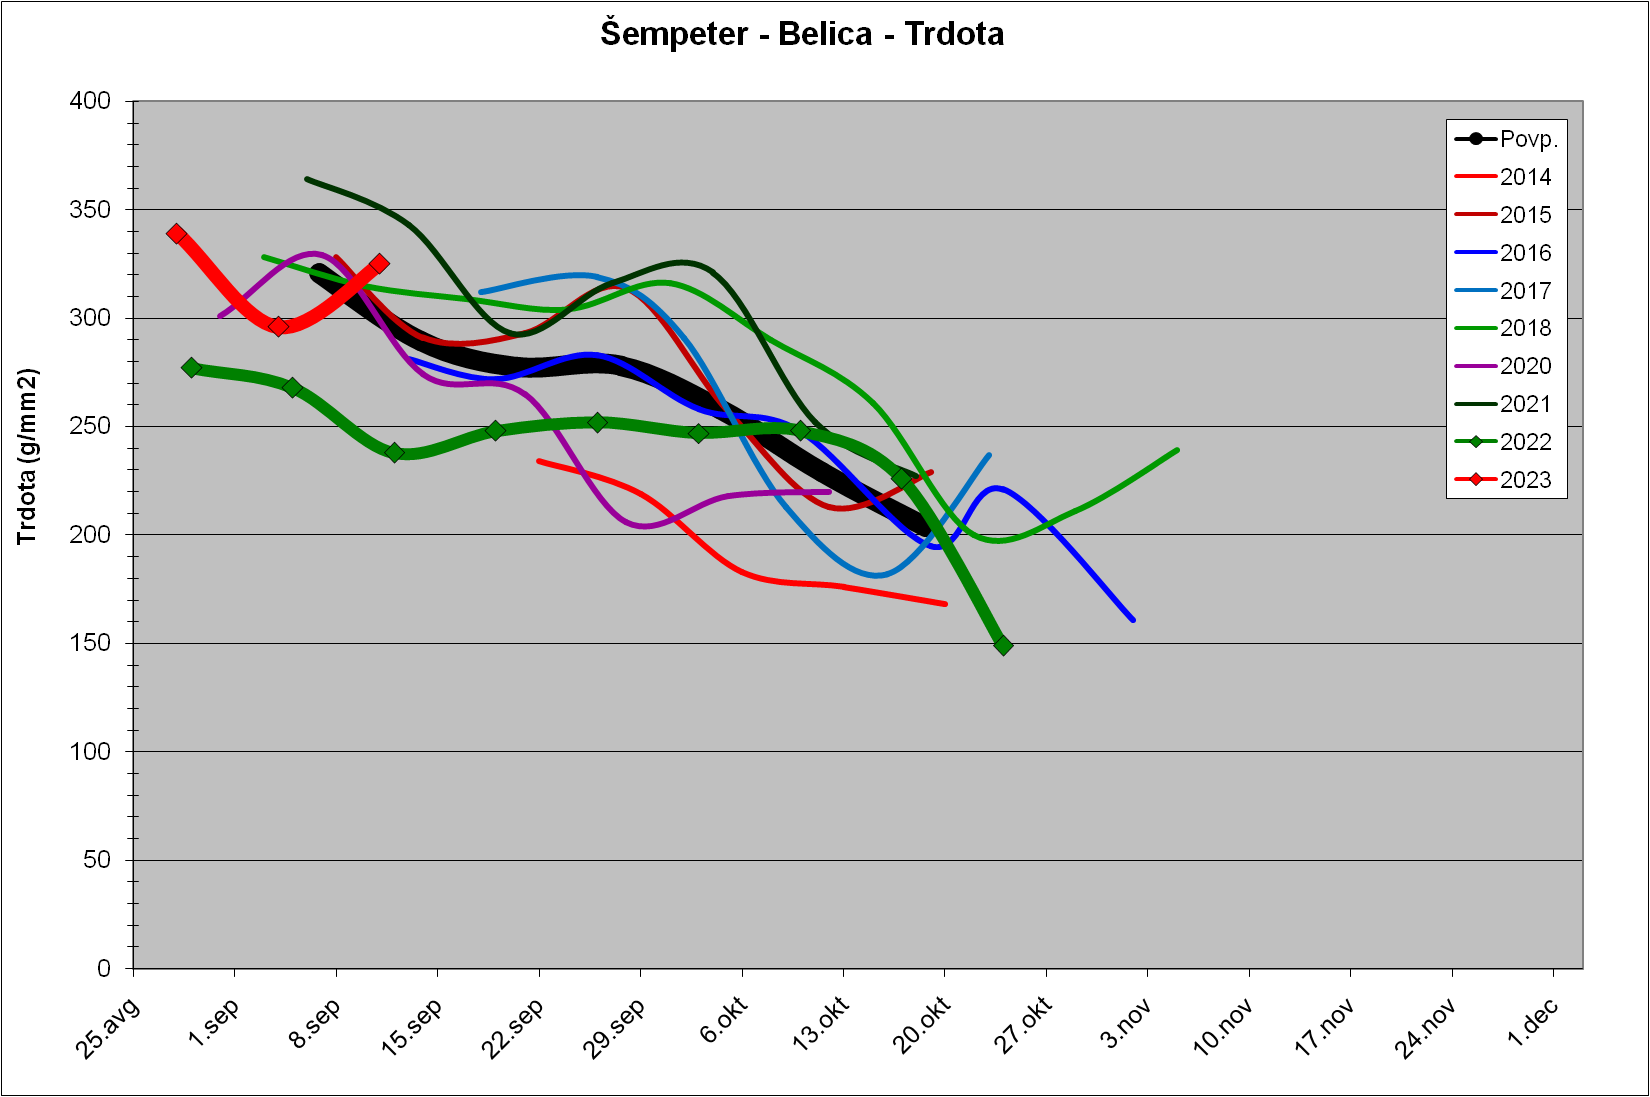 Šempeter - Belica - Trdota
Trdota (g/mm2)
400
350
300
250
200
150
100
50
0
25.avg
1.sep
8.sep
15.sep
22.sep
29.sep
6.okt
13.okt
20.okt
27.okt
3.nov
10.nov
17.nov
24.nov
1.dec
Povp.
2014
2015
2016
2017
2018
2020
2021
2022
2023